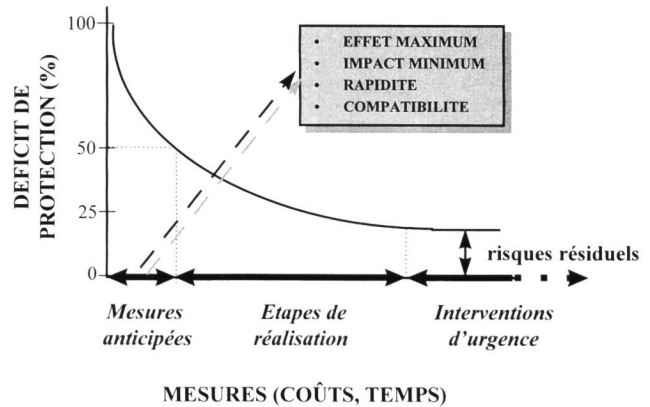 100
50
25
0
DEFICIT DE
PROTECTION (%)
• EFFET MAXIMUM
• IMPACT MINIMUM
• RAPIDITE
• COMPATIBILITE
risques résiduels
Mesures
anticipées
Etapes de
réalisation
Interventions
d'urgence
MESURES (COÛTS, TEMPS)